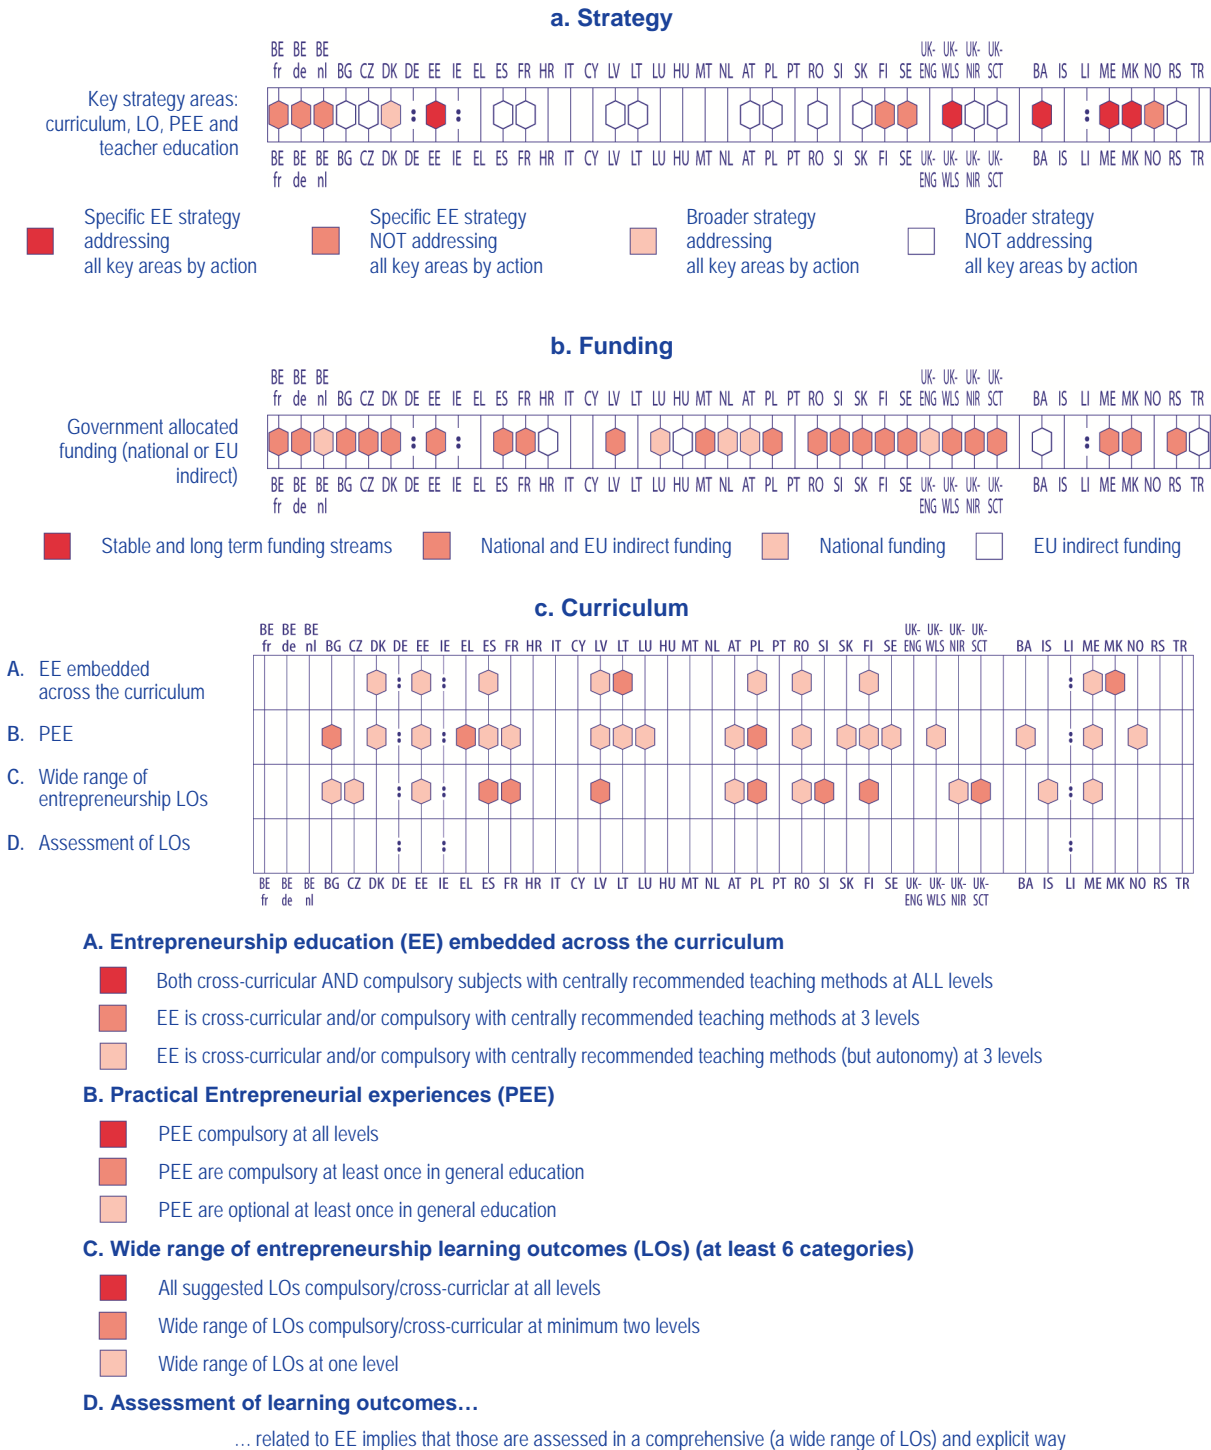 a. Strategy
BE BE BE UK- UK- UK- UK-
fr de nl BG CZ DK DE EE IE EL ES FR HR IT CY LV LT LU HU MT NL AT PL PT RO SI SK FI SE ENG WLS NIR SCT BA IS LI ME MK NO RS TR
Key strategy areas:
curriculum, LO, PEE and
teacher education
BE BE BE BG CZ DK DE EE IE EL ES FR HR IT CY LV LT LU HU MT NL AT PL PT RO SI SK FI SE UK- UK- UK- UK- BA IS LI ME MK NO RS TR
fr de nl ENG WLS NIR SCT
Specific EE strategy
addressing
all key areas by action
Specific EE strategy
NOT addressing
all key areas by action
Broader strategy
addressing
all key areas by action
Broader strategy
NOT addressing
all key areas by action
b. Funding
BE BE BE UK- UK- UK- UK-
fr de nl BG CZ DK DE EE IE EL ES FR HR IT CY LV LT LU HU MT NL AT PL PT RO SI SK FI SE ENG WLS NIR SCT BA IS LI ME MK NO RS TR
Government allocated
funding (national or EU
indirect)
BE BE BE BG CZ DK DE EE IE EL ES FR HR IT CY LV LT LU HU MT NL AT PL PT RO SI SK FI SE UK- UK- UK- UK- BA IS LI ME MK NO RS TR
fr de nl ENG WLS NIR SCT
Stable and long term funding streams
National and EU indirect funding
National funding
EU indirect funding
c. Curriculum
BE BE BE UK- UK- UK- UK-
fr de nl BG CZ DK DE EE IE EL ES FR HR IT CY LV LT LU HU MT NL AT PL PT RO SI SK FI SE ENG WLS NIR SCT BA IS LI ME MK NO RS TR
A. EE embedded
across the curriculum
B. PEE
C. Wide range of
entrepreneurship LOs
D. Assessment of LOs
BE BE BE BG CZ DK DE EE IE EL ES FR HR IT CY LV LT LU HU MT NL AT PL PT RO SI SK FI SE UK- UK- UK- UK- BA IS LI ME MK NO RS TR
fr de nl ENG WLS NIR SCT
A. Entrepreneurship education (EE) embedded across the curriculum
Both cross-curricular AND compulsory subjects with centrally recommended teaching methods at ALL levels
EE is cross-curricular and/or compulsory with centrally recommended teaching methods at 3 levels
EE is cross-curricular and/or compulsory with centrally recommended teaching methods (but autonomy) at 3 levels
B. Practical Entrepreneurial experiences (PEE)
PEE compulsory at all levels
PEE are compulsory at least once in general education
PEE are optional at least once in general education
C. Wide range of entrepreneurship learning outcomes (LOs) (at least 6 categories)
All suggested LOs compulsory/cross-curriclar at all levels
Wide range of LOs compulsory/cross-curricular at minimum two levels
Wide range of LOs at one level
D. Assessment of learning outcomes…
… related to EE implies that those are assessed in a comprehensive (a wide range of LOs) and explicit way